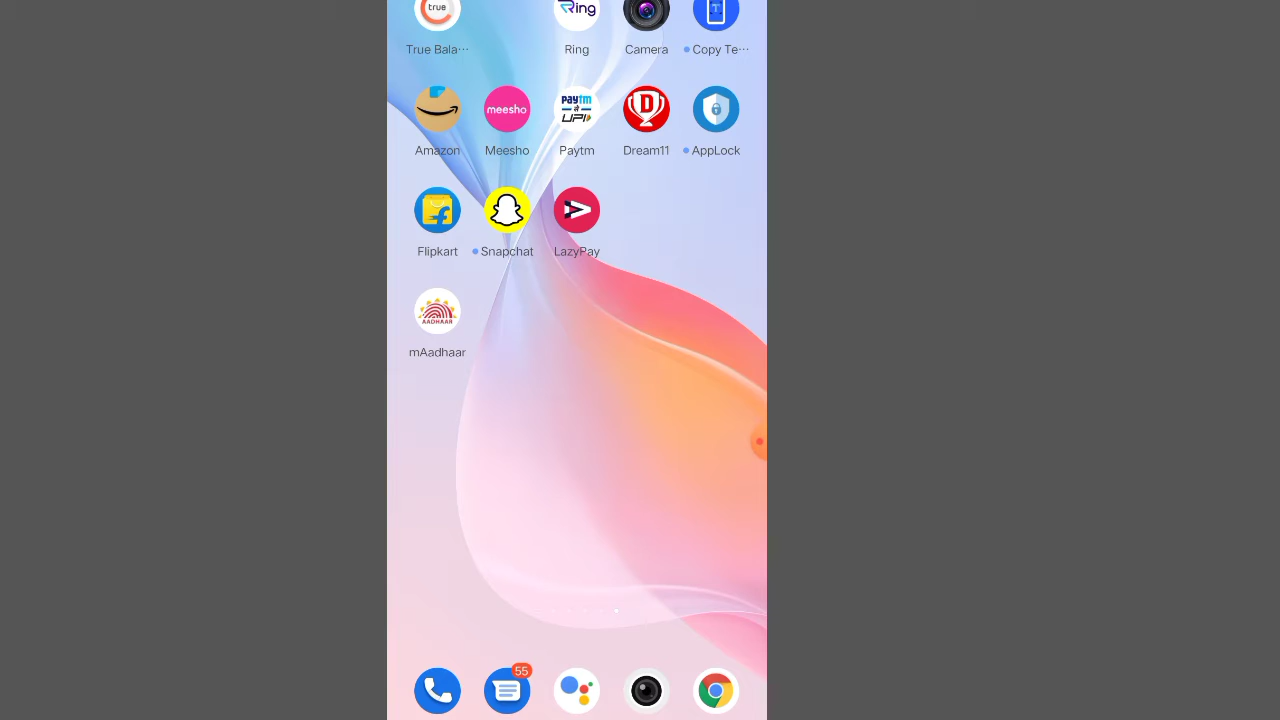 true
Ring
True Bala...
Ring
Camera
Copy Te...
meesho
paytm
UPI
D
Amazon
Meesho
Paytm
Dream11
AppLock
Flipkart
Snapchat
LazyPay
AADHAAR
mAadhaar
55